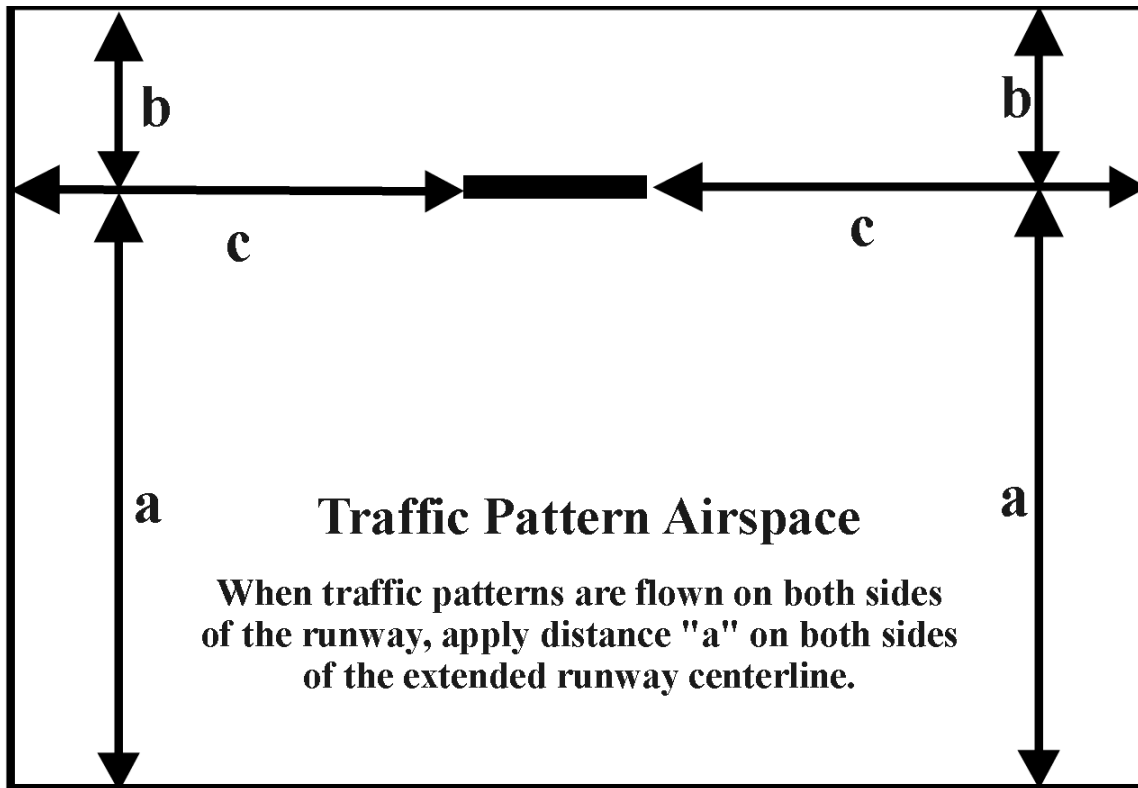 b
b
c
c
a
a
Traffic Pattern Airspace
When traffic patterns are flown on both sides
of the runway, apply distance "a" on both sides
of the extended runway centerline.